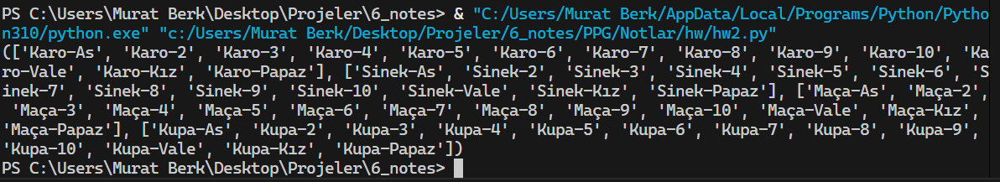 PS C:\Users\Murat Berk\Desktop\Projeler\6_notes> & "C:/Users/Murat Berk/AppData/Local/Programs/Python/Pytho
n310/python.exe" "c:/Users/Murat Berk/Desktop/Projeler/6_notes/PPG/Notlar/hw/hw2.py"
(['Karo-As', 'Karo-2', 'Karo-3', 'Karo-4', 'Karo-5', 'Karo-6', 'Karo-7', 'Karo-8', 'Karo-9', 'Karo-10', 'Ka
ro-Vale', 'Karo-Kız', 'Karo-Papaz'], ['Sinek-As', 'Sinek-2', 'Sinek-3', 'Sinek-4', 'Sinek-5', 'Sinek-6', 'S
inek-7', 'Sinek-8', 'Sinek-9', 'Sinek-10', 'Sinek-Vale', 'Sinek-Kız', 'Sinek-Papaz'], ['Maça-As', 'Maça-2',
 'Maça-3', 'Maça-4', 'Maça-5', 'Maça-6', 'Maça-7', 'Maça-8', 'Maça-9', 'Maça-10', 'Maça-Vale', 'Maça-Kız',
'Maça-Papaz'], ['Kupa-As', 'Kupa-2', 'Kupa-3', 'Kupa-4', 'Kupa-5', 'Kupa-6', 'Kupa-7', 'Kupa-8', 'Kupa-9',
'Kupa-10', 'Kupa-Vale', 'Kupa-Kız', 'Kupa-Papaz'])
PS C:\Users\Murat Berk\Desktop\Projeler\6_notes>